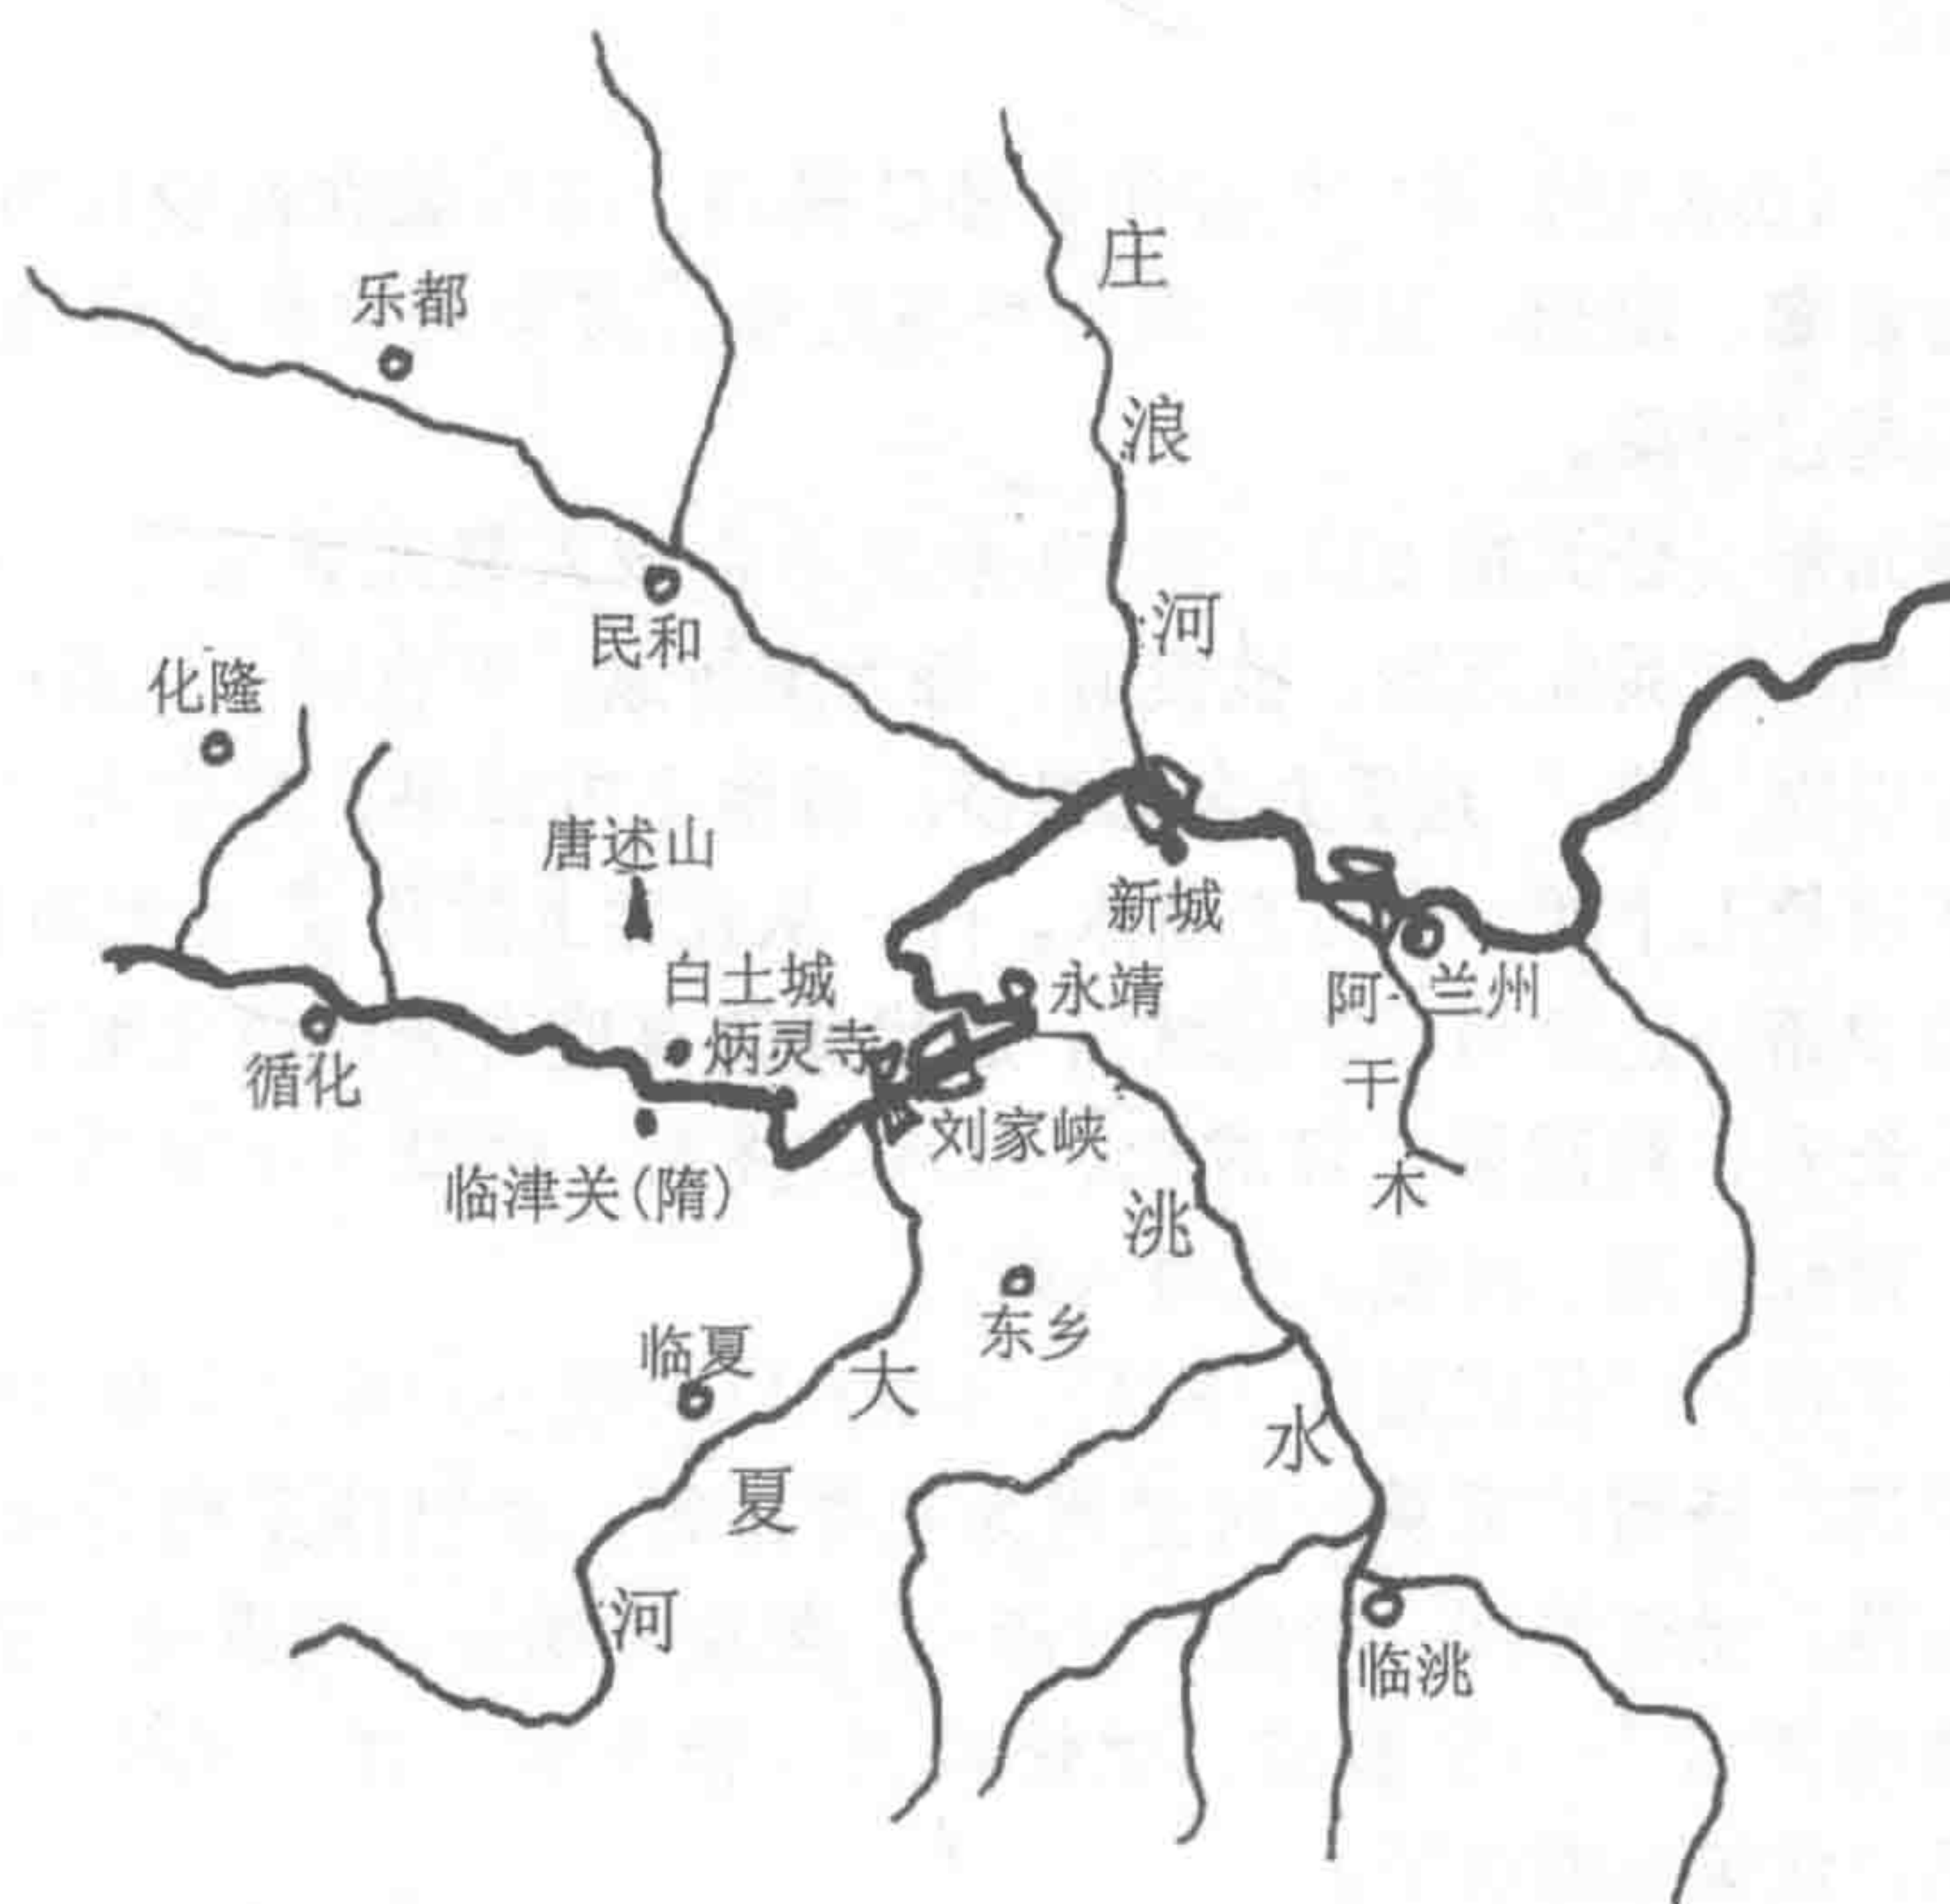 庄浪河
乐都
民和
化隆
唐述山
新城
白土城
永靖
阿干木
兰州
炳灵寺
循化
刘家峡
临津关(隋)
洮水
东乡
临夏
大夏河
临洮